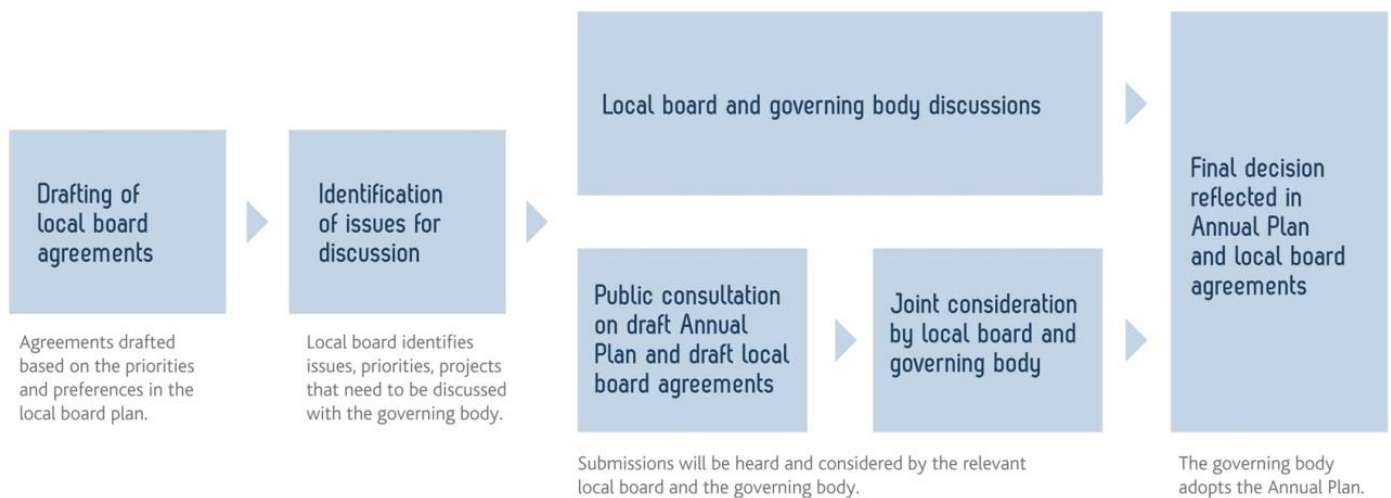 Local board and governing body discussions
Drafting of
local board
agreements
Agreements drafted
based on the priorities
and preferences in the
local board plan.
Identification
of issues for
discussion
Local board identifies
issues, priorities, projects
that need to be discussed
with the governing body.
Public consultation
on draft Annual
Plan and draft local
board agreements
Joint consideration
by local board and
governing body
Submissions will be heard and considered by the relevant
local board and the governing body.
Final decision
reflected in
Annual Plan
and local board
agreements
The governing body
adopts the Annual Plan.